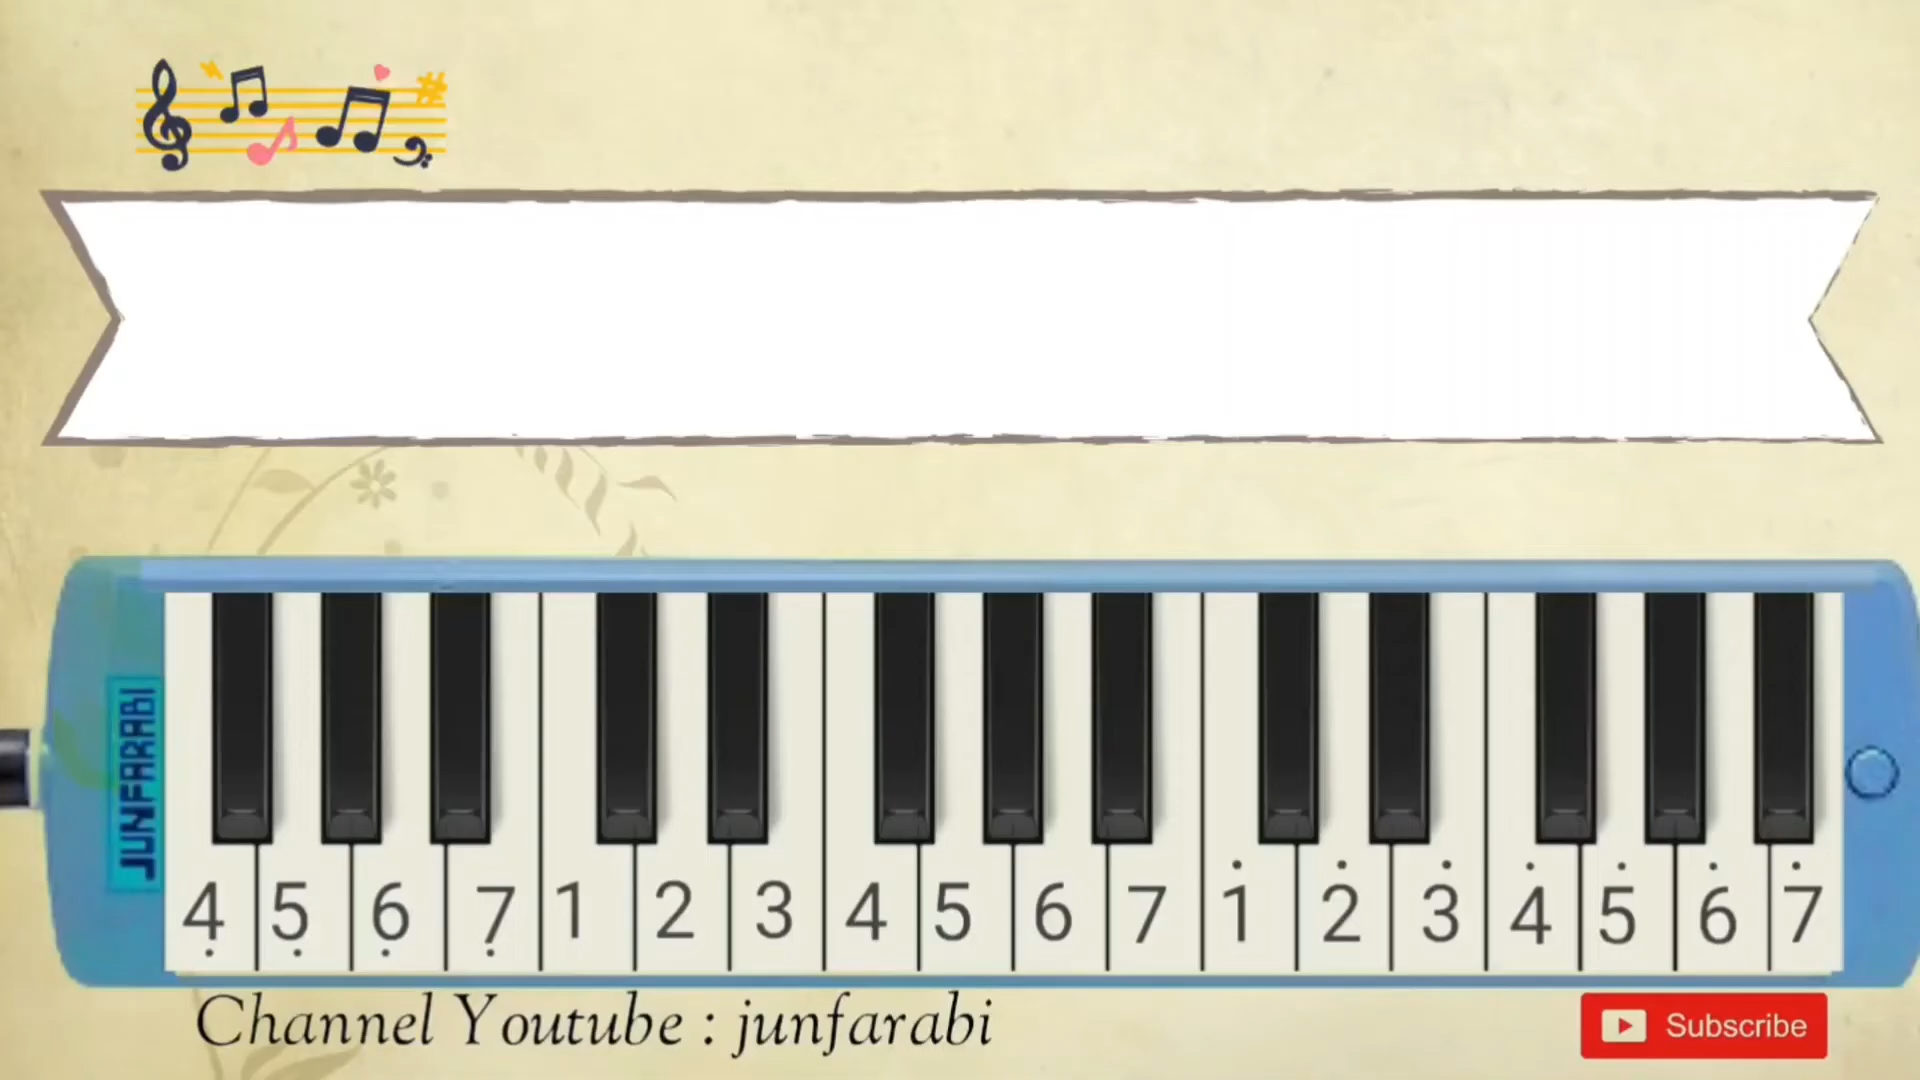 JUNFARABI
4̣ 5̣ 6̣ 7̣ 1 2 3 4 5 6 7 1̇ 2̇ 3̇ 4̇ 5̇ 6̇ 7̇
Channel Youtube : junfarabi
Subscribe